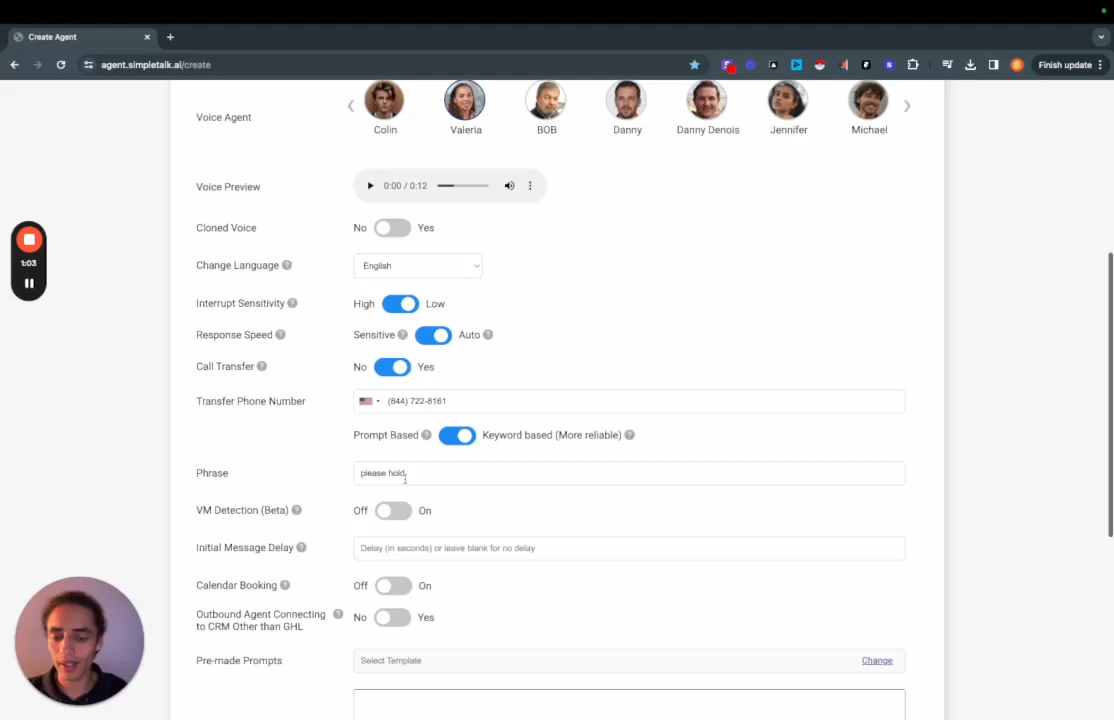 Create Agent
agent.simpletalk.ai/create
Finish update
Voice Agent
Colin
Valeria
BOB
Danny
Danny Denois
Jennifer
Michael
Voice Preview
0:00 / 0:12
Cloned Voice
No
Yes
Change Language
English
1:03
Interrupt Sensitivity
High
Low
Response Speed
Sensitive
Auto
Call Transfer
No
Yes
Transfer Phone Number
(844) 722-8161
Prompt Based
Keyword based (More reliable)
Phrase
please hold
VM Detection (Beta)
Off
On
Initial Message Delay
Delay (in seconds) or leave blank for no delay
Calendar Booking
Off
On
Outbound Agent Connecting
to CRM Other than GHL
No
Yes
Pre-made Prompts
Select Template
Change